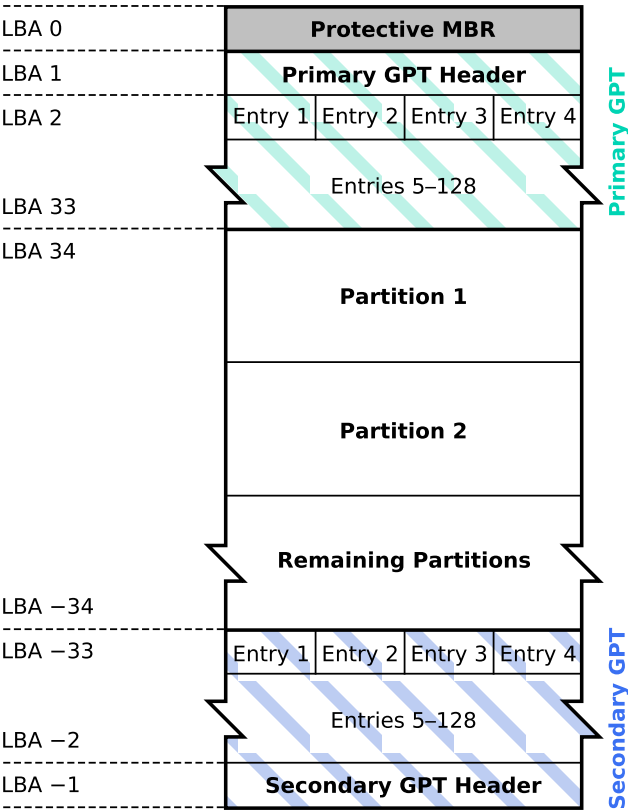 LBA 0
Protective MBR
LBA 1
Primary GPT Header
LBA 2
Entry 1
Entry 2
Entry 3
Entry 4
Entries 5–128
LBA 33
Primary GPT
LBA 34
Partition 1
Partition 2
Remaining Partitions
LBA −34
LBA −33
Entry 1
Entry 2
Entry 3
Entry 4
Entries 5–128
LBA −2
LBA −1
Secondary GPT Header
Secondary GPT